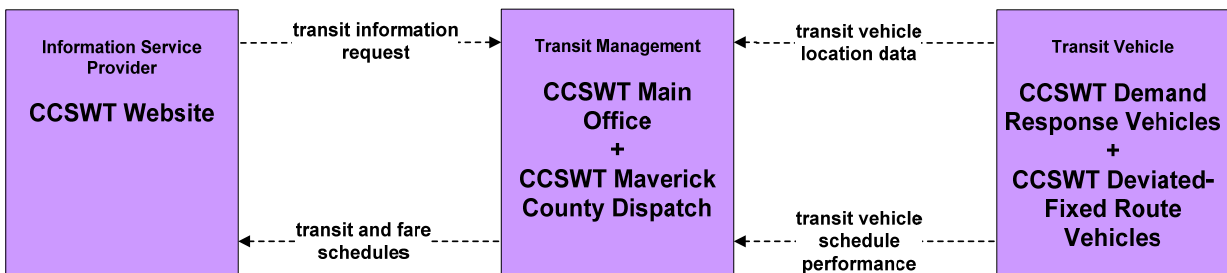 Information Service
Provider
CCSWT Website
transit information
request
transit and fare
schedules
Transit Management
CCSWT Main
Office
+
CCSWT Maverick
County Dispatch
transit vehicle
location data
transit vehicle
schedule
performance
Transit Vehicle
CCSWT Demand
Response Vehicles
+
CCSWT Deviated-
Fixed Route
Vehicles